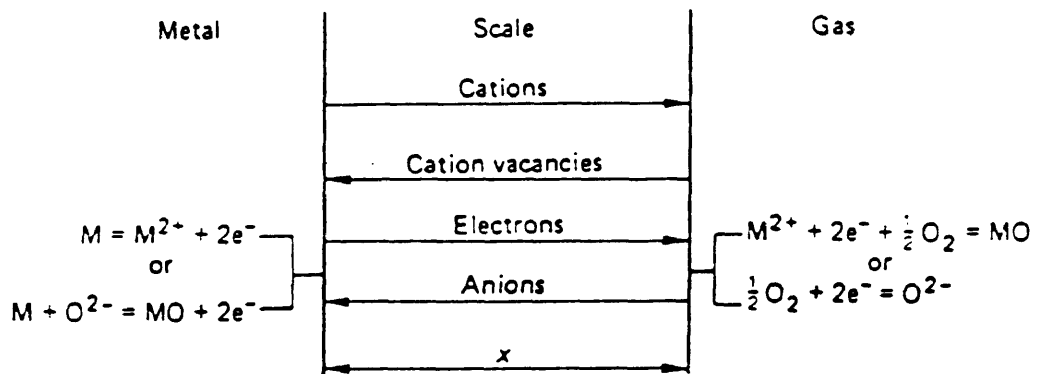 Metal Scale Gas
Cations
Cation vacancies
Electrons
Anions
x
M = M²⁺ + 2e⁻
or
M + O²⁻ = MO + 2e⁻
M²⁺ + 2e⁻ + ½ O₂ = MO
or
½ O₂ + 2e⁻ = O²⁻